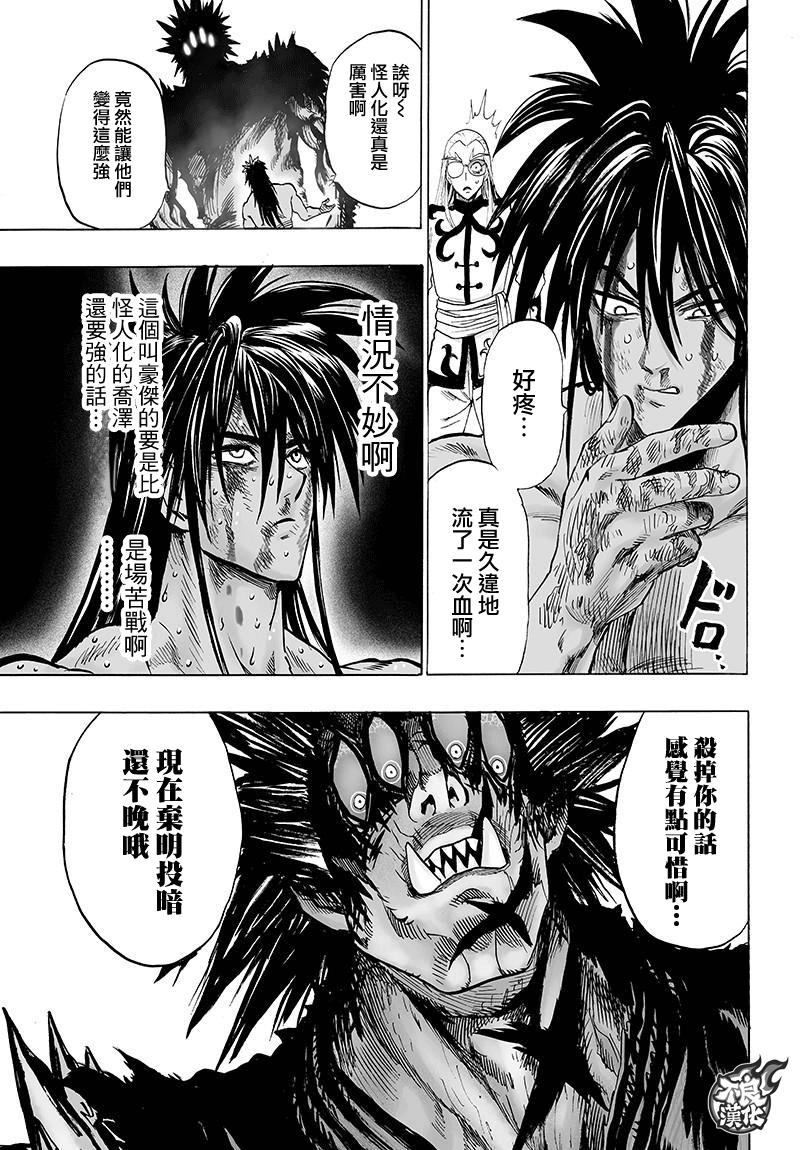 好疼…
真是久違地
流了一次血啊…
ドロ…
誒呀~
怪人化還真是
厲害啊
竟然能讓他們
變得這麼強
情況不妙啊
這個叫豪傑的要是比
怪人化的喬澤
還要強的話…
是場苦戰啊
………
殺掉你的話
感覺有點可惜啊…
現在棄明投暗
還不晚哦
不良漢化